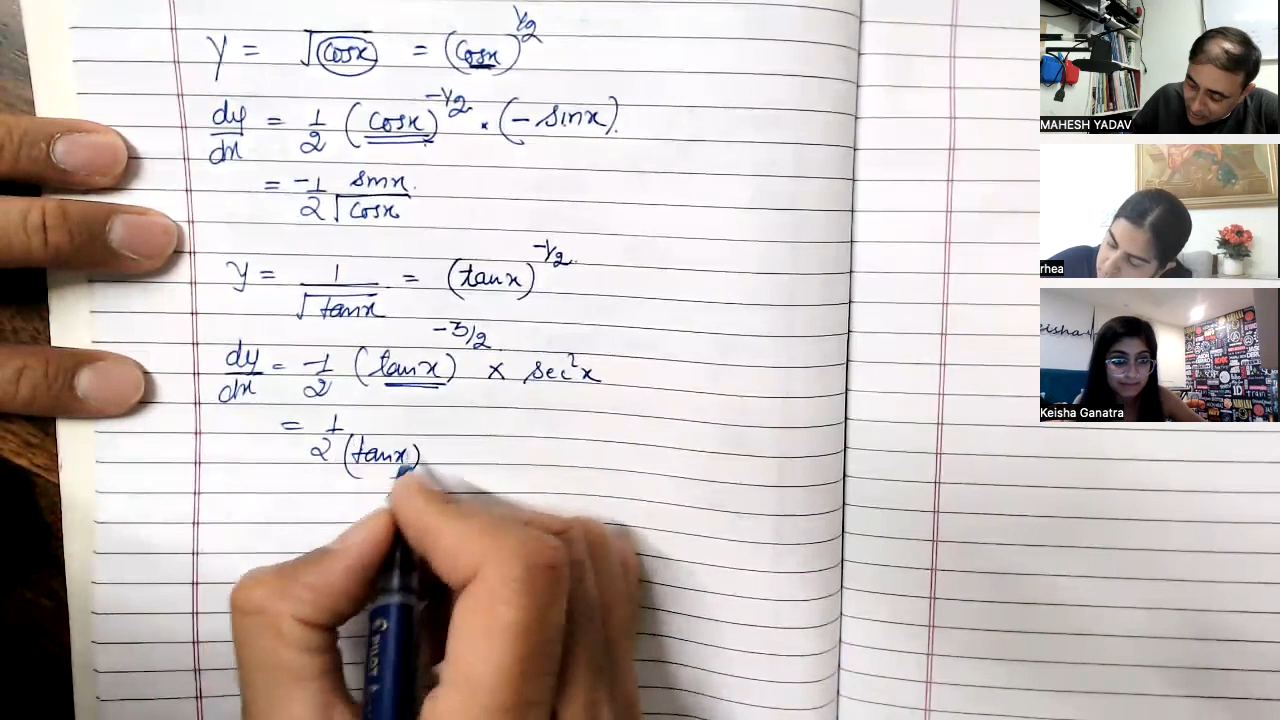 y = √cosx = (cosx)^1/2
dy/dx = 1/2 (cosx)^-1/2 . (- sinx).
= -1/2 sinx/√cosx
y = 1/√tanx = (tanx)^-1/2
dy/dx = -1/2 (tanx)^-3/2 × sec²x
= 1/2 (tanx)
MAHESH YADAV
rhea
Keisha Ganatra
eisha